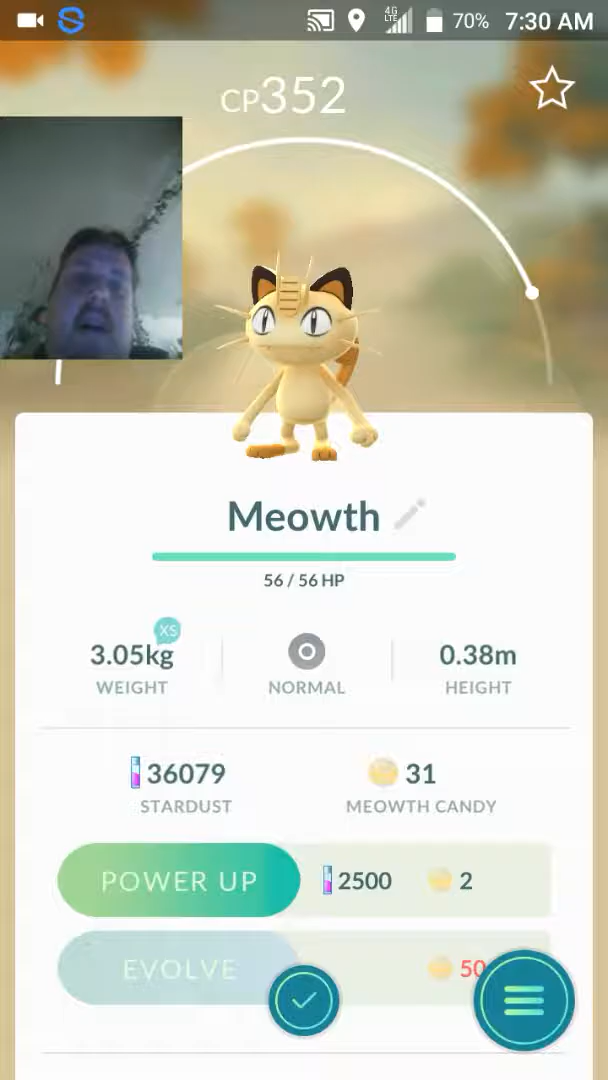 4G LTE 70% 7:30 AM
CP352
Meowth
56 / 56 HP
XS
3.05kg 0.38m
WEIGHT NORMAL HEIGHT
36079 31
STARDUST MEOWTH CANDY
POWER UP 2500 2
EVOLVE 50